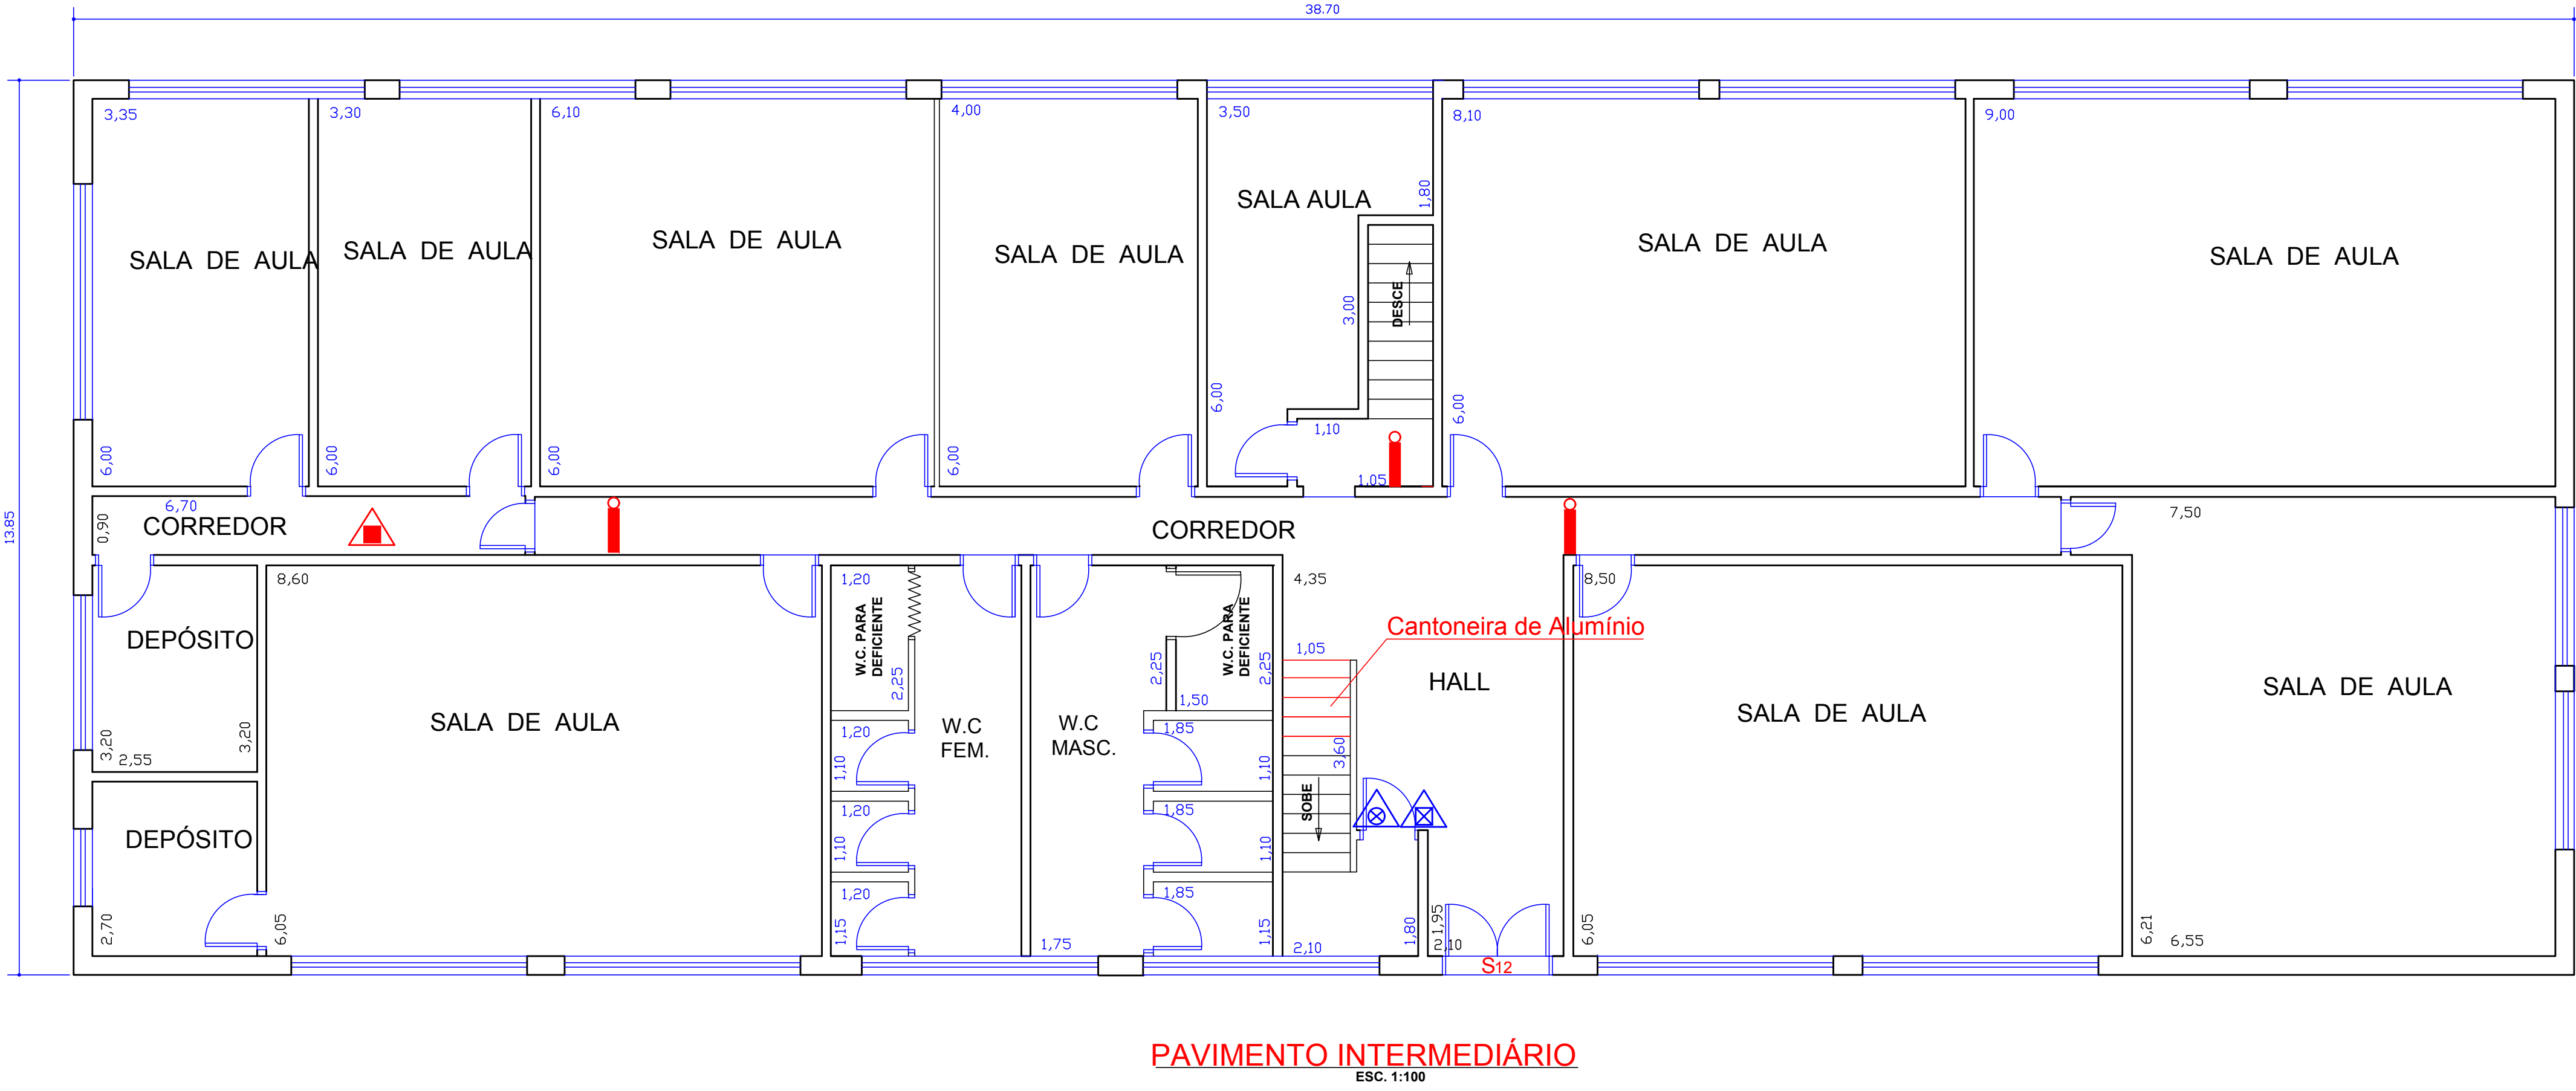 38.70
3,35
3,30
6,10
4,00
3,50
8,10
9,00
1,80
SALA AULA
SALA DE AULA
SALA DE AULA
SALA DE AULA
SALA DE AULA
SALA DE AULA
SALA DE AULA
DESCE
3,00
6,00
6,00
6,00
6,00
6,00
6,00
1,10
1,05
13.85
6,70
0,90
CORREDOR
CORREDOR
7,50
8,60
1,20
W.C. PARA
DEFICIENTE
2,25
2,25
W.C. PARA
DEFICIENTE
2,25
1,50
4,35
8,50
Cantoneira de Alumínio
1,05
HALL
DEPÓSITO
3,20
2,55
3,20
SALA DE AULA
W.C
FEM.
W.C
MASC.
SALA DE AULA
SALA DE AULA
1,20
1,10
1,85
1,10
3,60
SOBE
1,20
1,10
1,85
1,10
DEPÓSITO
2,70
6,05
1,20
1,15
1,85
1,15
1,75
2,10
1,80
1,95
2,10
6,05
6,21
6,55
S12
PAVIMENTO INTERMEDIÁRIO
ESC. 1:100